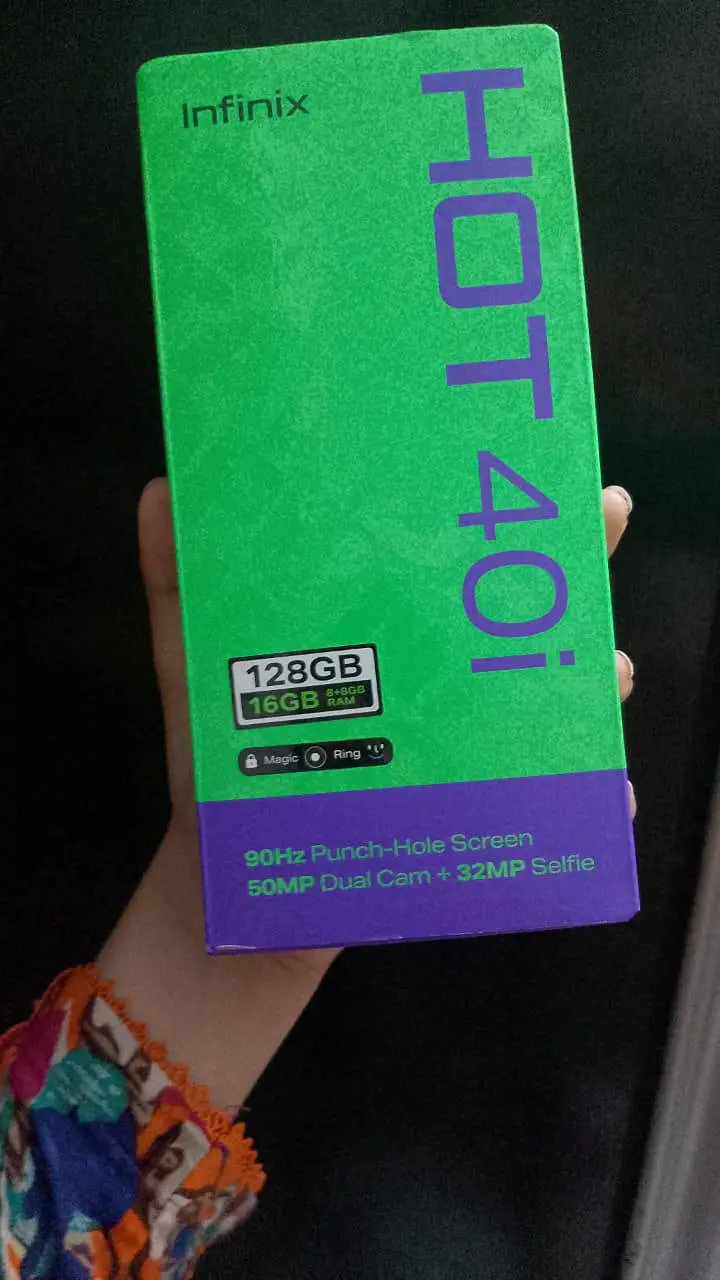 Infinix
HOT 40i
128GB
16GB 8+8GB RAM
Magic Ring
90Hz Punch-Hole Screen
50MP Dual Cam + 32MP Selfie